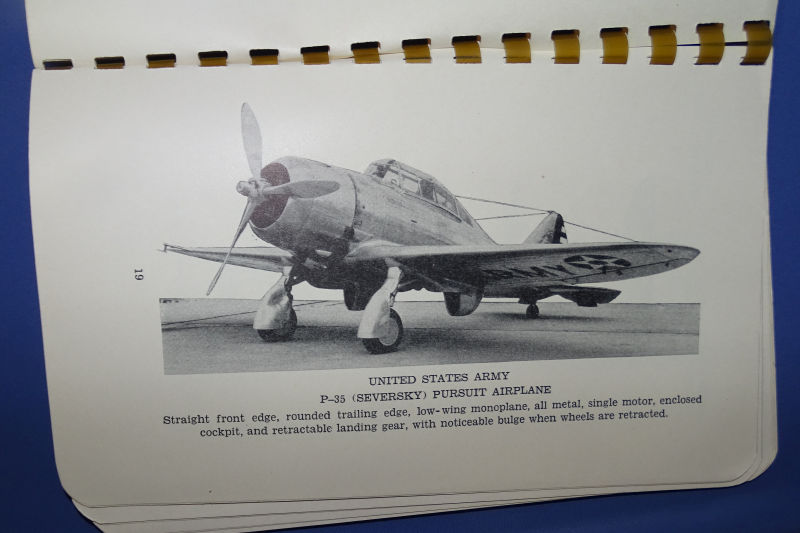 ARMY
19
UNITED STATES ARMY
P-35 (SEVERSKY) PURSUIT AIRPLANE
Straight front edge, rounded trailing edge, low-wing monoplane, all metal, single motor, enclosed
cockpit, and retractable landing gear, with noticeable bulge when wheels are retracted.